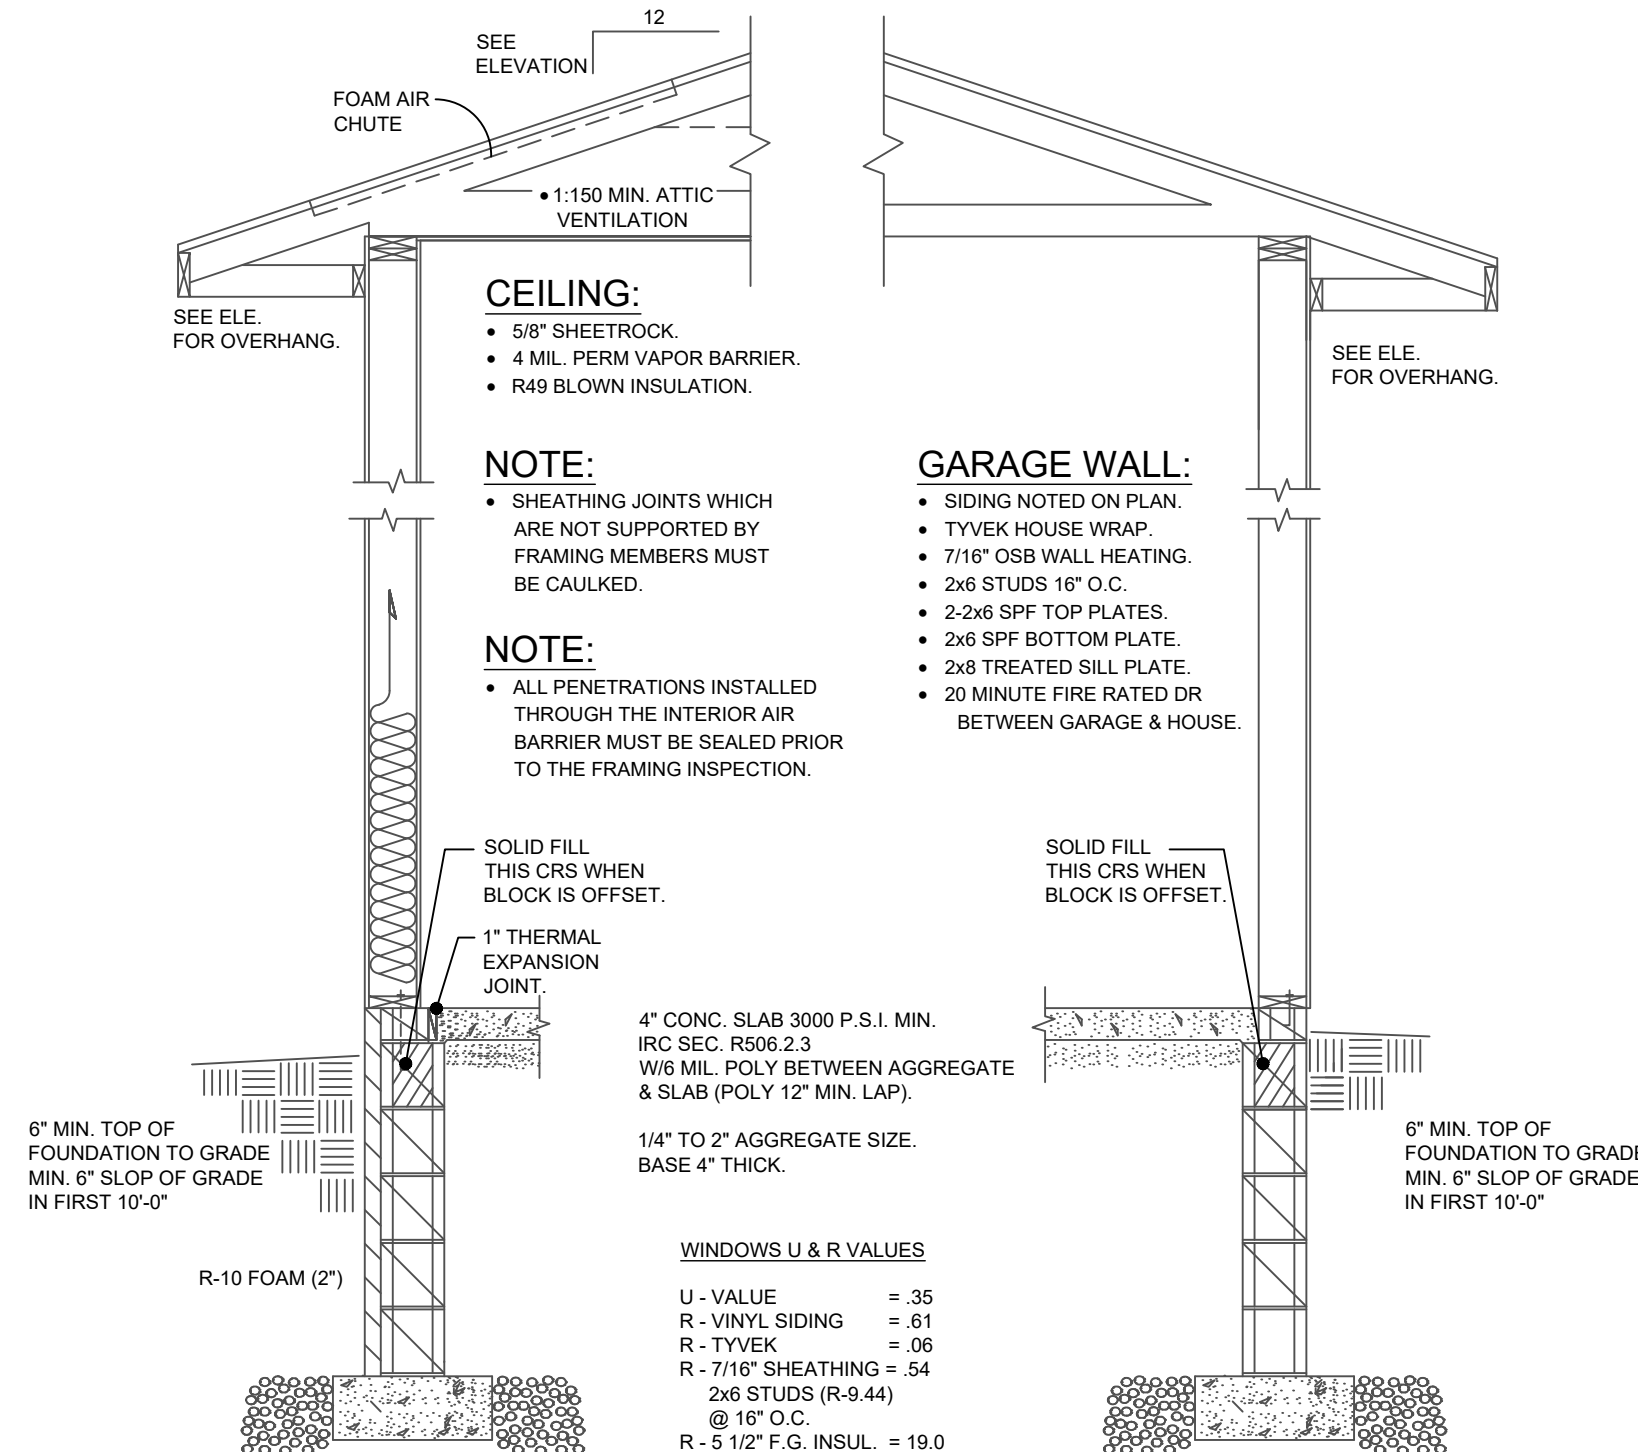 12
SEE
ELEVATION
FOAM AIR
CHUTE
• 1:150 MIN. ATTIC
VENTILATION
SEE ELE.
FOR OVERHANG.
CEILING:
• 5/8" SHEETROCK.
• 4 MIL. PERM VAPOR BARRIER.
• R49 BLOWN INSULATION.
SEE ELE.
FOR OVERHANG.
NOTE:
• SHEATHING JOINTS WHICH
ARE NOT SUPPORTED BY
FRAMING MEMBERS MUST
BE CAULKED.
NOTE:
• ALL PENETRATIONS INSTALLED
THROUGH THE INTERIOR AIR
BARRIER MUST BE SEALED PRIOR
TO THE FRAMING INSPECTION.
GARAGE WALL:
• SIDING NOTED ON PLAN.
• TYVEK HOUSE WRAP.
• 7/16" OSB WALL HEATING.
• 2x6 STUDS 16" O.C.
• 2-2x6 SPF TOP PLATES.
• 2x6 SPF BOTTOM PLATE.
• 2x8 TREATED SILL PLATE.
• 20 MINUTE FIRE RATED DR
BETWEEN GARAGE & HOUSE.
SOLID FILL
THIS CRS WHEN
BLOCK IS OFFSET.
1" THERMAL
EXPANSION
JOINT.
SOLID FILL
THIS CRS WHEN
BLOCK IS OFFSET.
4" CONC. SLAB 3000 P.S.I. MIN.
IRC SEC. R506.2.3
W/6 MIL. POLY BETWEEN AGGREGATE
& SLAB (POLY 12" MIN. LAP).
1/4" TO 2" AGGREGATE SIZE.
BASE 4" THICK.
6" MIN. TOP OF
FOUNDATION TO GRADE
MIN. 6" SLOP OF GRADE
IN FIRST 10'-0"
R-10 FOAM (2")
6" MIN. TOP OF
FOUNDATION TO GRADE
MIN. 6" SLOP OF GRADE
IN FIRST 10'-0"
WINDOWS U & R VALUES
U - VALUE = .35
R - VINYL SIDING = .61
R - TYVEK = .06
R - 7/16" SHEATHING = .54
2x6 STUDS (R-9.44)
@ 16" O.C.
R - 5 1/2" F.G. INSUL. = 19.0